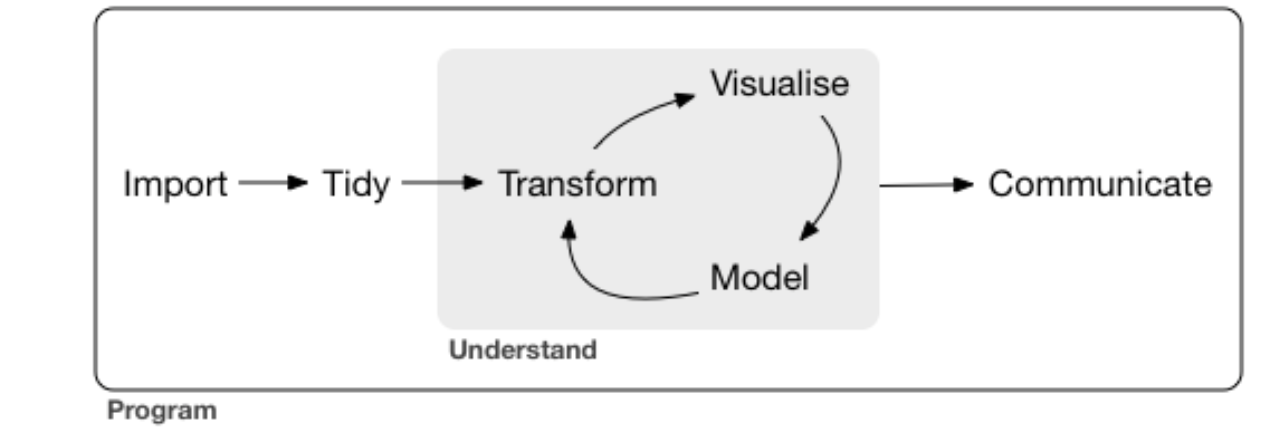 Visualise
Import
Tidy
Transform
Communicate
Model
Understand
Program